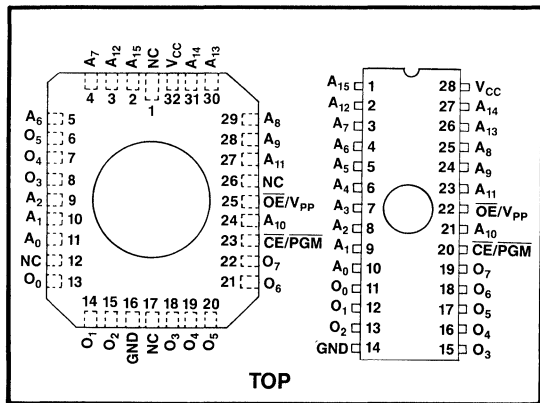 A7 A12 A15 NC VCC A14 A13
4 3 2 1 32 31 30
A6 5
O5 6
O4 7
O3 8
A2 9
A1 10
A0 11
NC 12
O0 13
29 A8
28 A9
27 A11
26 NC
25 O̅E̅/VPP
24 A10
23 C̅E̅/P̅G̅M̅
22 O7
21 O6
14 15 16 17 18 19 20
O1 O2 GND NC O3 O4 O5
A15 1 28 VCC
A12 2 27 A14
A7 3 26 A13
A6 4 25 A8
A5 5 24 A9
A4 6 23 A11
A3 7 22 O̅E̅/VPP
A2 8 21 A10
A1 9 20 C̅E̅/P̅G̅M̅
A0 10 19 O7
O0 11 18 O6
O1 12 17 O5
O2 13 16 O4
GND 14 15 O3
TOP